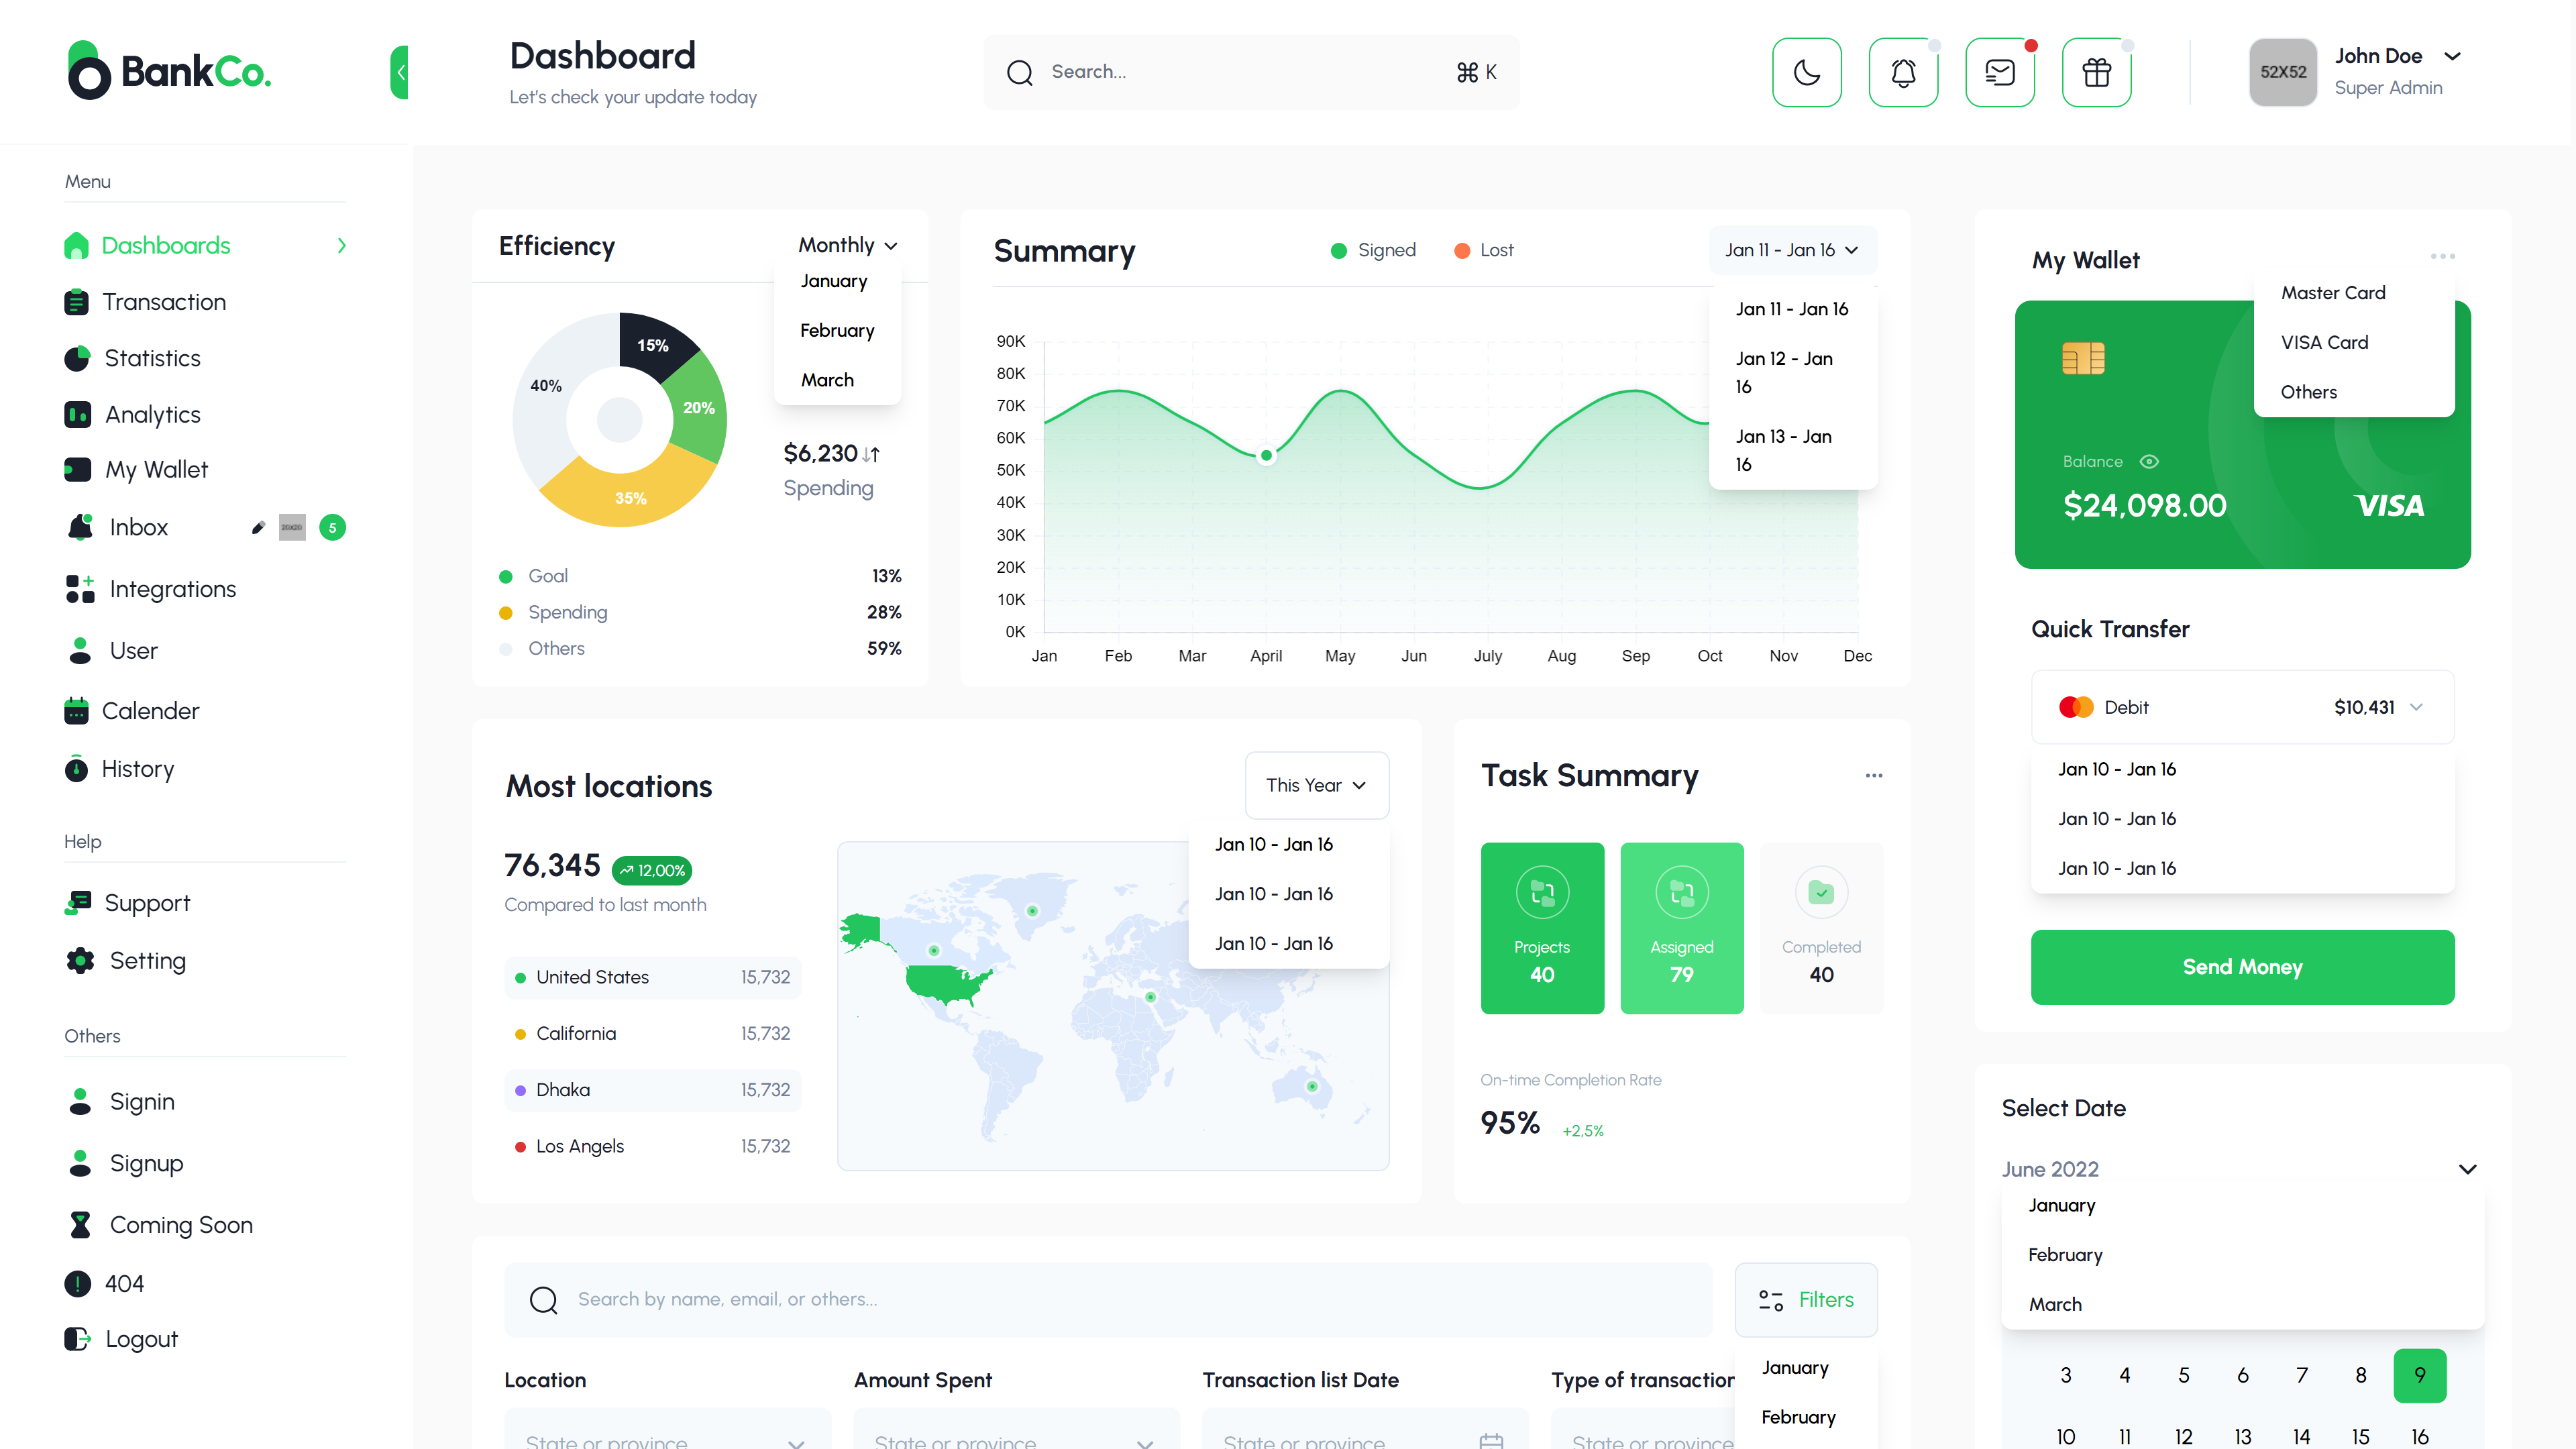 BankCo.
Dashboard
Let's check your update today
Search...
⌘ K
52X52
John Doe
Super Admin
Menu
Dashboards
Transaction
Statistics
Analytics
My Wallet
Inbox
20X20
5
Integrations
User
Calender
History
Help
Support
Setting
Others
Signin
Signup
Coming Soon
404
Logout
Efficiency
Monthly
January
February
March
15%
20%
35%
40%
$6,230
Spending
Goal 13%
Spending 28%
Others 59%
Summary
Signed
Lost
Jan 11 - Jan 16
Jan 11 - Jan 16
Jan 12 - Jan
16
Jan 13 - Jan
16
90K
80K
70K
60K
50K
40K
30K
20K
10K
0K
Jan Feb Mar April May Jun July Aug Sep Oct Nov Dec
My Wallet
Master Card
VISA Card
Others
Balance
$24,098.00
VISA
Quick Transfer
Debit $10,431
Jan 10 - Jan 16
Jan 10 - Jan 16
Jan 10 - Jan 16
Send Money
Most locations
This Year
Jan 10 - Jan 16
Jan 10 - Jan 16
Jan 10 - Jan 16
76,345
12,00%
Compared to last month
United States 15,732
California 15,732
Dhaka 15,732
Los Angels 15,732
Task Summary
Projects
40
Assigned
79
Completed
40
On-time Completion Rate
95%
+2,5%
Select Date
June 2022
January
February
March
3 4 5 6 7 8 9
10 11 12 13 14 15 16
Search by name, email, or others...
Filters
January
February
Location
Amount Spent
Transaction list Date
Type of transaction
State or province
State or province
State or province
State or province